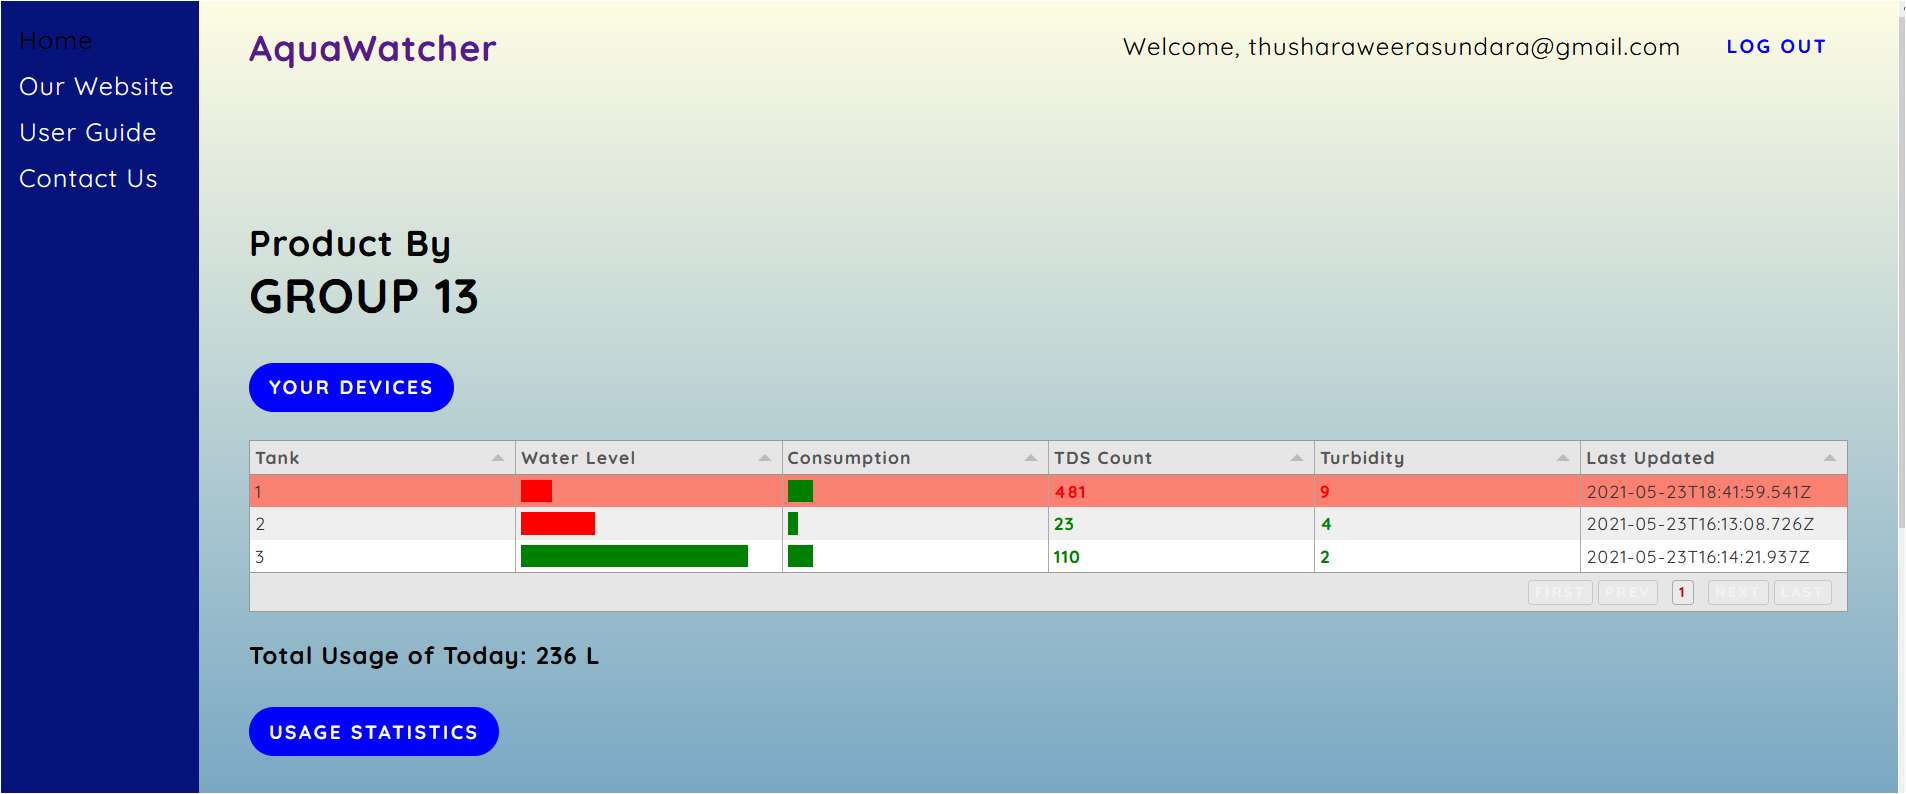 Home
Our Website
User Guide
Contact Us
AquaWatcher
Welcome, thusharaweerasundara@gmail.com
LOG OUT
Product By
GROUP 13
YOUR DEVICES
Tank Water Level Consumption TDS Count Turbidity Last Updated
1 481 9 2021-05-23T18:41:59.541Z
2 23 4 2021-05-23T16:13:08.726Z
3 110 2 2021-05-23T16:14:21.937Z
FIRST PREV 1 NEXT LAST
Total Usage of Today: 236 L
USAGE STATISTICS